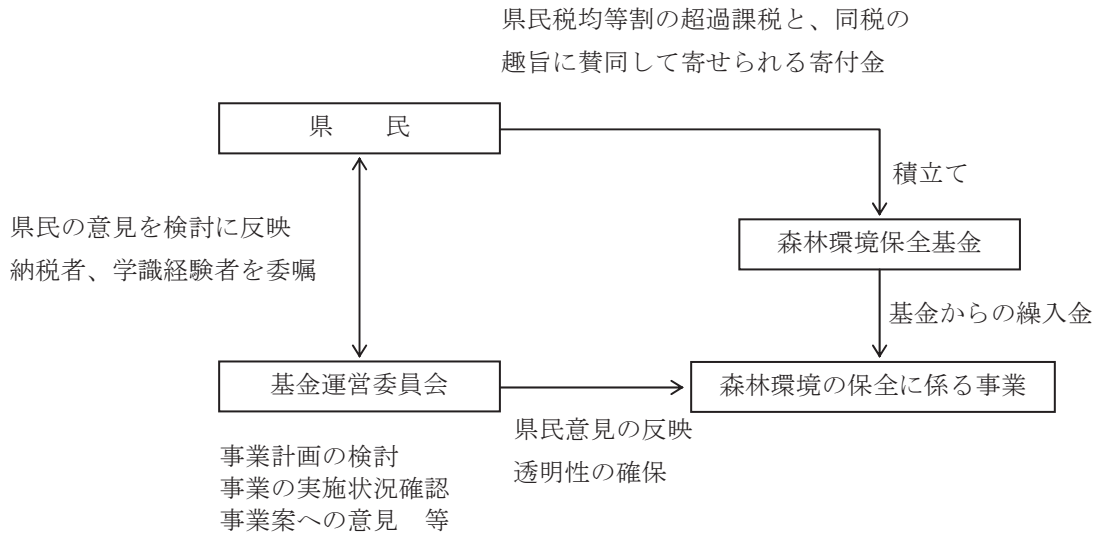 県民税均等割の超過課税と、同税の
趣旨に賛同して寄せられる寄付金
県　　民
積立て
県民の意見を検討に反映
納税者、学識経験者を委嘱
森林環境保全基金
基金からの繰入金
基金運営委員会
森林環境の保全に係る事業
県民意見の反映
透明性の確保
事業計画の検討
事業の実施状況確認
事業案への意見　等